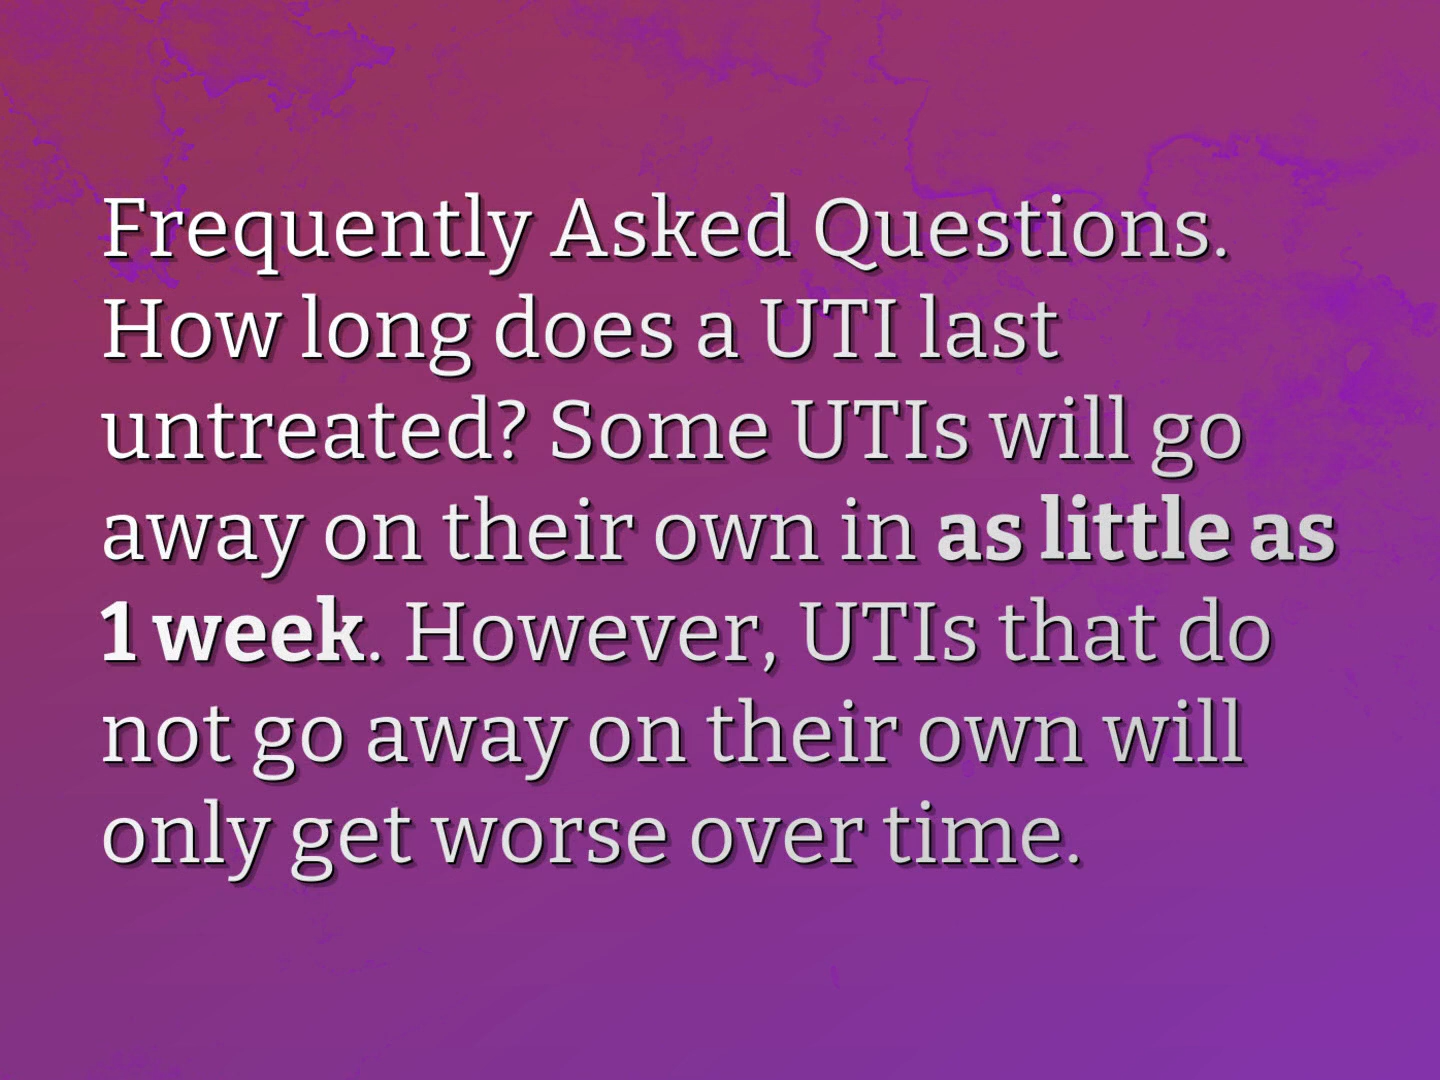 Frequently Asked Questions.
How long does a UTI last
untreated? Some UTIs will go
away on their own in as little as
1 week. However, UTIs that do
not go away on their own will
only get worse over time.